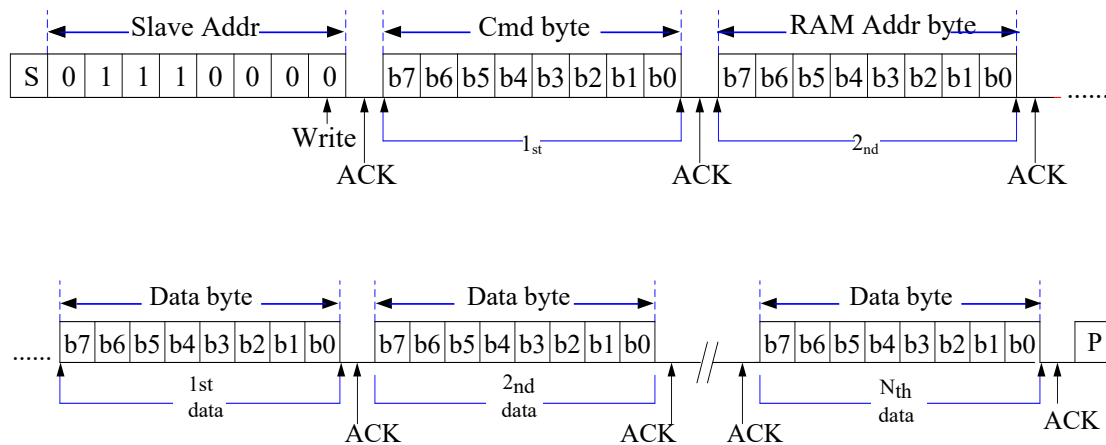 Slave Addr Cmd byte RAM Addr byte
S 0 1 1 1 0 0 0 0 b7 b6 b5 b4 b3 b2 b1 b0 b7 b6 b5 b4 b3 b2 b1 b0 ......
Write 1st 2nd
ACK ACK ACK
Data byte Data byte Data byte
...... b7 b6 b5 b4 b3 b2 b1 b0 b7 b6 b5 b4 b3 b2 b1 b0 // b7 b6 b5 b4 b3 b2 b1 b0 P
1st 2nd Nth
data data data
ACK ACK ACK ACK